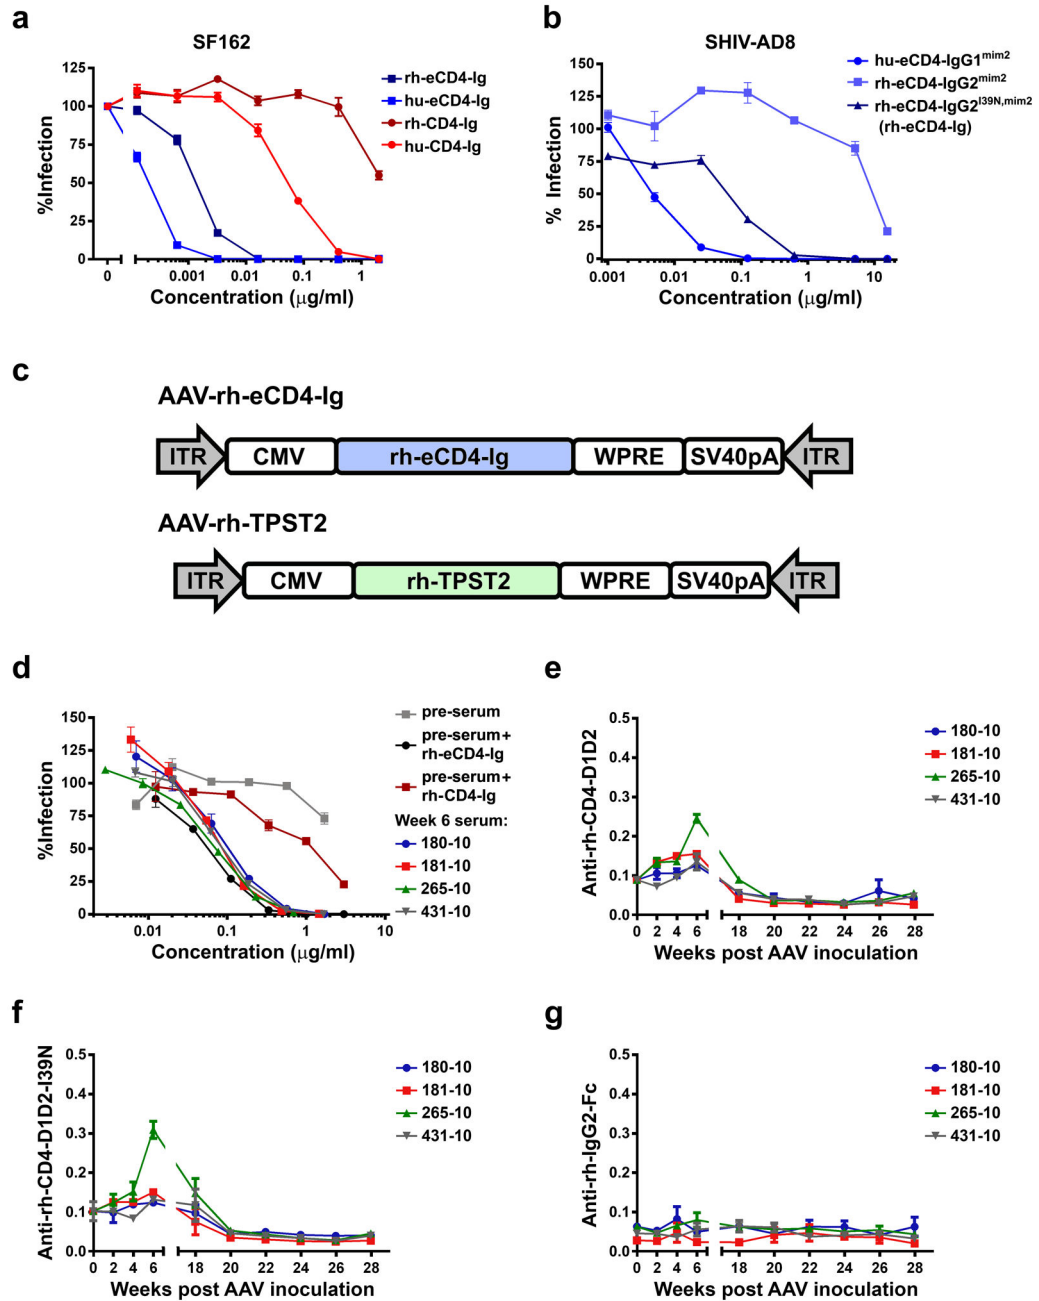 a
SF162
125
100
75
50
25
0
%Infection
0
0.001
0.01
0.1
1
Concentration (μg/ml)
rh-eCD4-Ig
hu-eCD4-Ig
rh-CD4-Ig
hu-CD4-Ig
b
SHIV-AD8
150
125
100
75
50
25
0
% Infection
0.001
0.01
0.1
1
10
Concentration (μg/ml)
hu-eCD4-IgG1mim2
rh-eCD4-IgG2mim2
rh-eCD4-IgG2I39N,mim2
(rh-eCD4-Ig)
c
AAV-rh-eCD4-Ig
ITR CMV rh-eCD4-Ig WPRE SV40pA ITR
AAV-rh-TPST2
ITR CMV rh-TPST2 WPRE SV40pA ITR
d
150
125
100
75
50
25
0
%Infection
0.01
0.1
1
10
Concentration (μg/ml)
pre-serum
pre-serum+
rh-eCD4-Ig
pre-serum+
rh-CD4-Ig
Week 6 serum:
180-10
181-10
265-10
431-10
e
0.5
0.4
0.3
0.2
0.1
0.0
Anti-rh-CD4-D1D2
0 2 4 6 18 20 22 24 26 28
Weeks post AAV inoculation
180-10
181-10
265-10
431-10
f
0.5
0.4
0.3
0.2
0.1
0.0
Anti-rh-CD4-D1D2-I39N
0 2 4 6 18 20 22 24 26 28
Weeks post AAV inoculation
180-10
181-10
265-10
431-10
g
0.5
0.4
0.3
0.2
0.1
0.0
Anti-rh-IgG2-Fc
0 2 4 6 18 20 22 24 26 28
Weeks post AAV inoculation
180-10
181-10
265-10
431-10